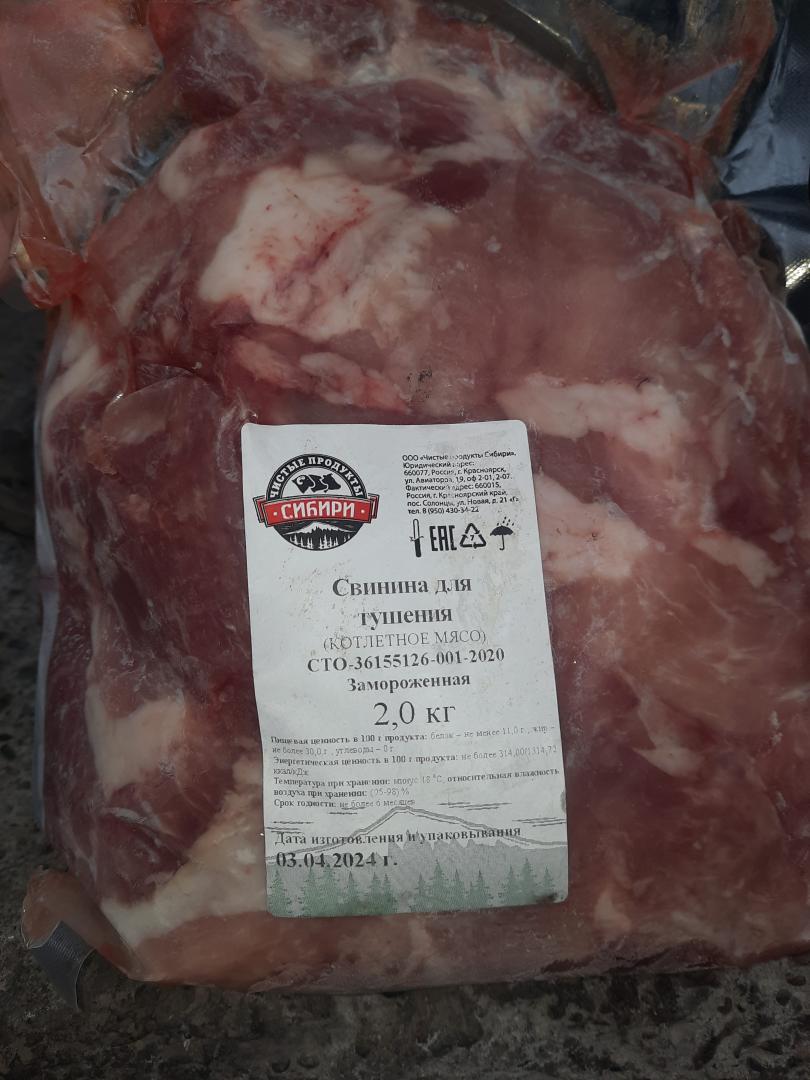 ЧИСТЫЕ ПРОДУКТЫ
СИБИРИ
ООО «Чистые продукты Сибири».
Юридический адрес:
660077, Россия, г. Красноярск,
ул. Авиаторов, 19, оф 2-01, 2-07.
Фактический адрес: 660015,
Россия, г. Красноярский край,
пос. Солонцы, ул. Новая, д. 21 «Г»
тел. 8 (950) 430-34-22
EAC 7
Свинина для
тушения
(КОТЛЕТНОЕ МЯСО)
СТО-36155126-001-2020
Замороженная
2,0 кг
Пищевая ценность в 100 г продукта: белок – не менее 11,0 г , жир –
не более 30,0 г , углеводы – 0 г
Энергетическая ценность в 100 г продукта: не более 314,00/1314,72
ккал/кДж
Температура при хранении: минус 18 °С, относительная влажность
воздуха при хранении: (95-98) %
Срок годности: не более 6 месяцев
Дата изготовления и упаковывания
03.04.2024 г.